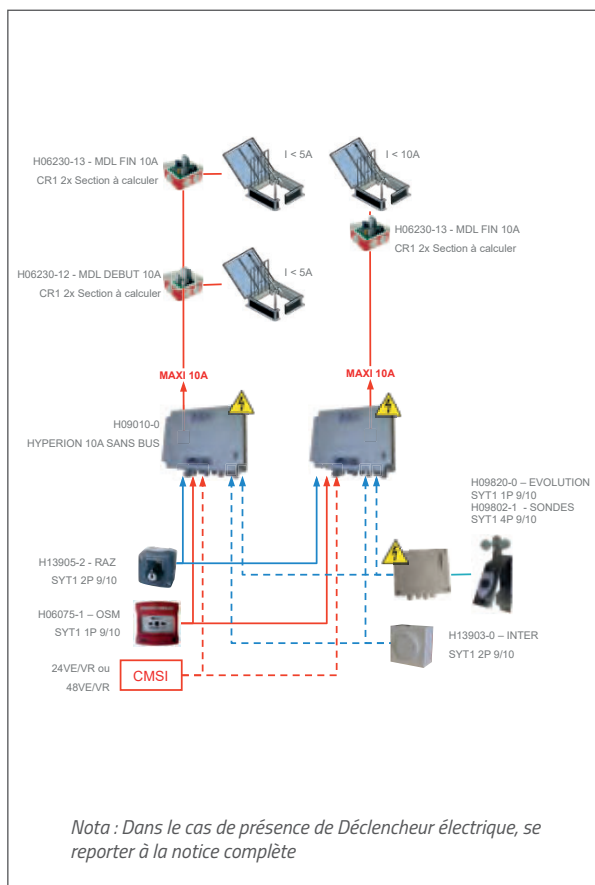 I < 5A
I < 10A
H06230-13 - MDL FIN 10A
CR1 2x Section à calculer
H06230-13 - MDL FIN 10A
CR1 2x Section à calculer
H06230-12 - MDL DEBUT 10A
CR1 2x Section à calculer
I < 5A
MAXI 10A
MAXI 10A
H09010-0
HYPERION 10A SANS BUS
H09820-0 – EVOLUTION
SYT1 1P 9/10
H09802-1 - SONDES
SYT1 4P 9/10
H13905-2 - RAZ
SYT1 2P 9/10
H06075-1 – OSM
SYT1 1P 9/10
H13903-0 – INTER
SYT1 2P 9/10
24VE/VR ou
48VE/VR
CMSI
Nota : Dans le cas de présence de Déclencheur électrique, se
reporter à la notice complète